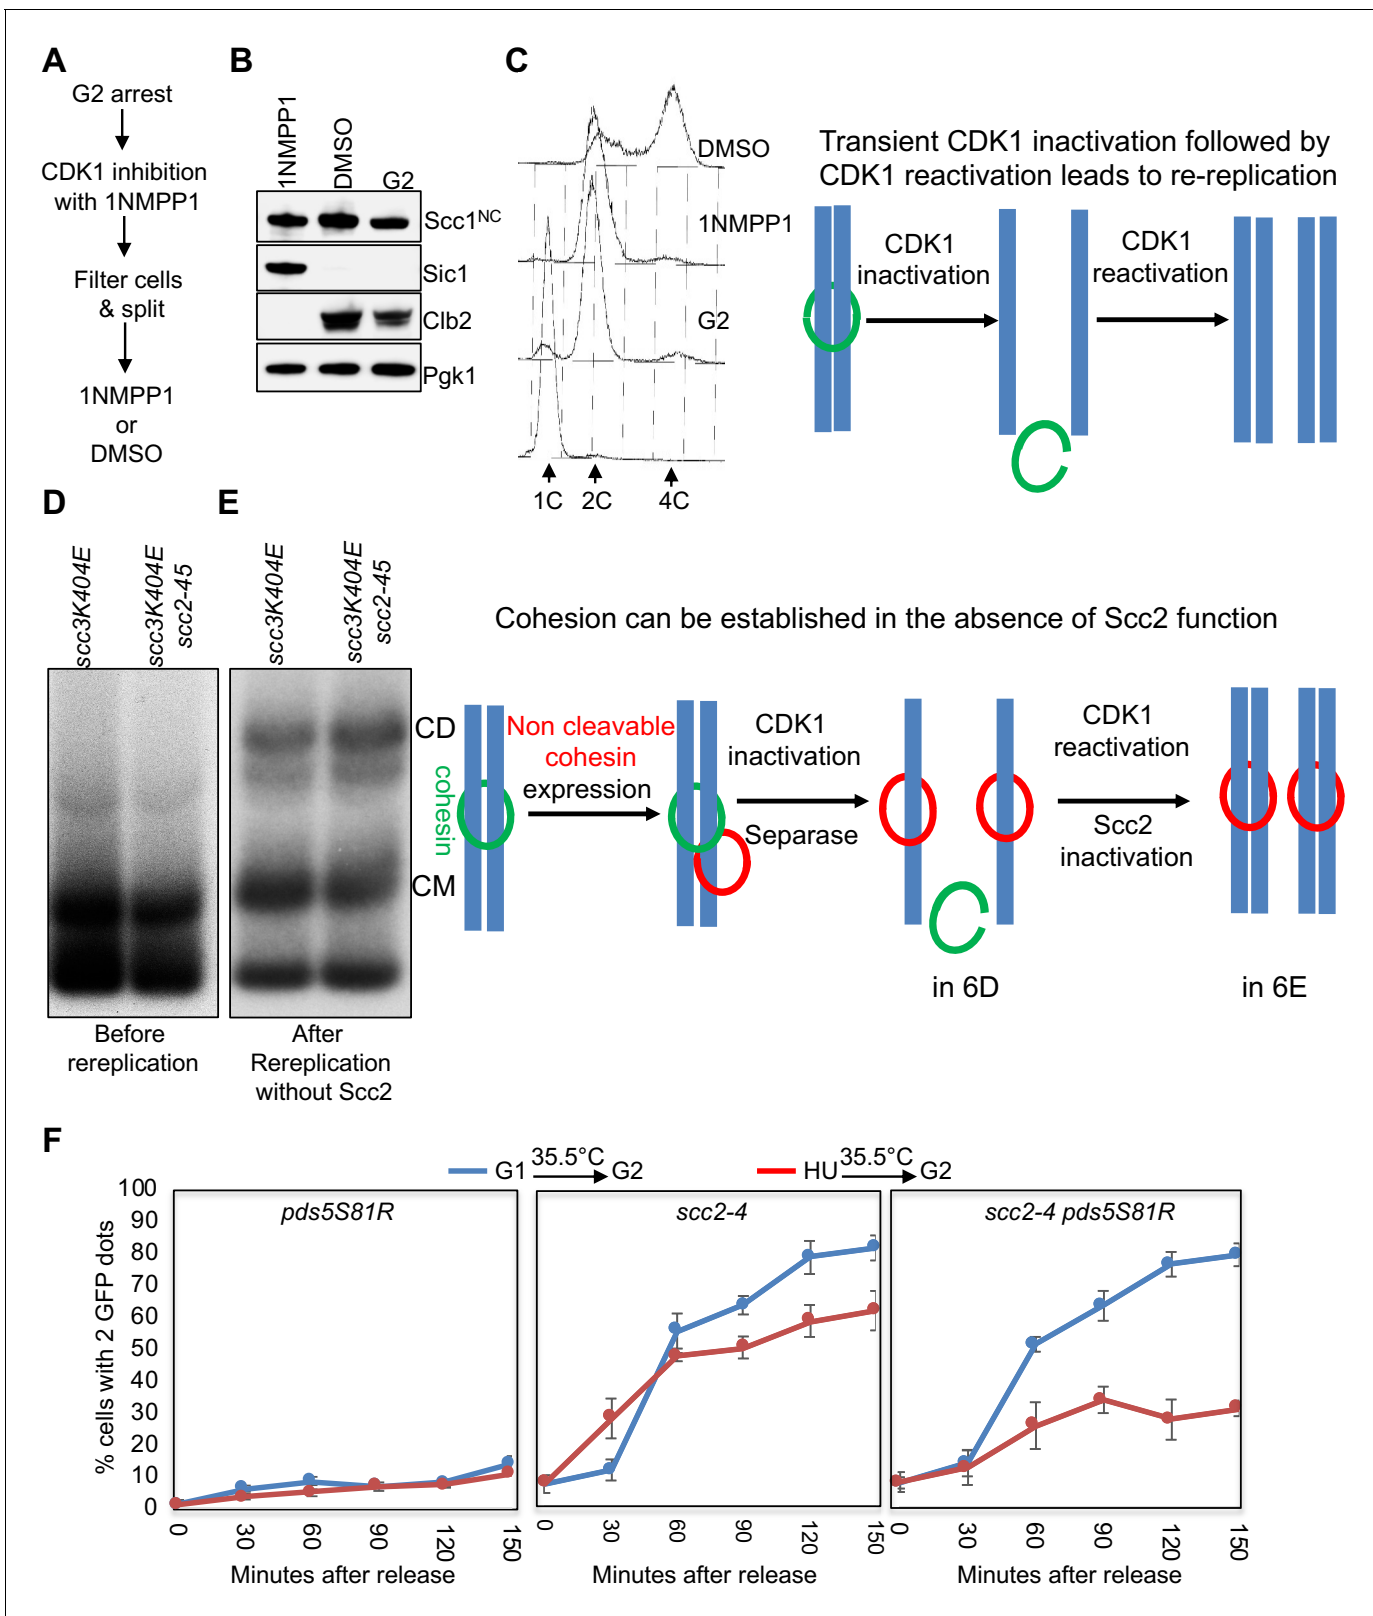 A
G2 arrest
CDK1 inhibition
with 1NMPP1
Filter cells
& split
1NMPP1
or
DMSO
B
1NMPP1
DMSO
G2
Scc1NC
Sic1
Clb2
Pgk1
C
DMSO
1NMPP1
G2
1C
2C
4C
Transient CDK1 inactivation followed by
CDK1 reactivation leads to re-replication
CDK1
inactivation
CDK1
reactivation
D
scc3K404E
scc3K404E
scc2-45
Before
rereplication
E
scc3K404E
scc3K404E
scc2-45
CD
CM
After
Rereplication
without Scc2
Cohesion can be established in the absence of Scc2 function
cohesin
Non cleavable
cohesin
expression
CDK1
inactivation
Separase
CDK1
reactivation
Scc2
inactivation
in 6D
in 6E
F
G1 35.5°C G2
HU 35.5°C G2
% cells with 2 GFP dots
100
90
80
70
60
50
40
30
20
10
0
pds5S81R
0 30 60 90 120 150
Minutes after release
scc2-4
0 30 60 90 120 150
Minutes after release
scc2-4 pds5S81R
0 30 60 90 120 150
Minutes after release